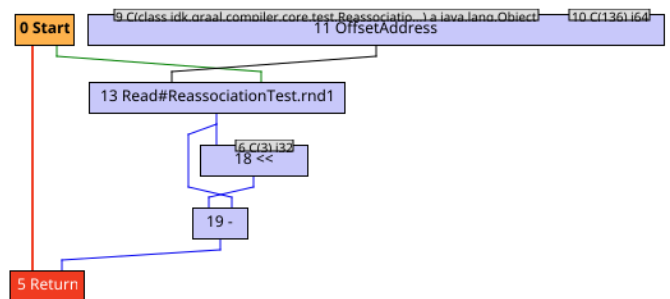 9 C(class jdk.graal.compiler.core.test.Reassociatio...) a java.lang.Object
10 C(136) i64
0 Start
11 OffsetAddress
13 Read#ReassociationTest.rnd1
6 C(3) i32
18 <<
19 -
5 Return